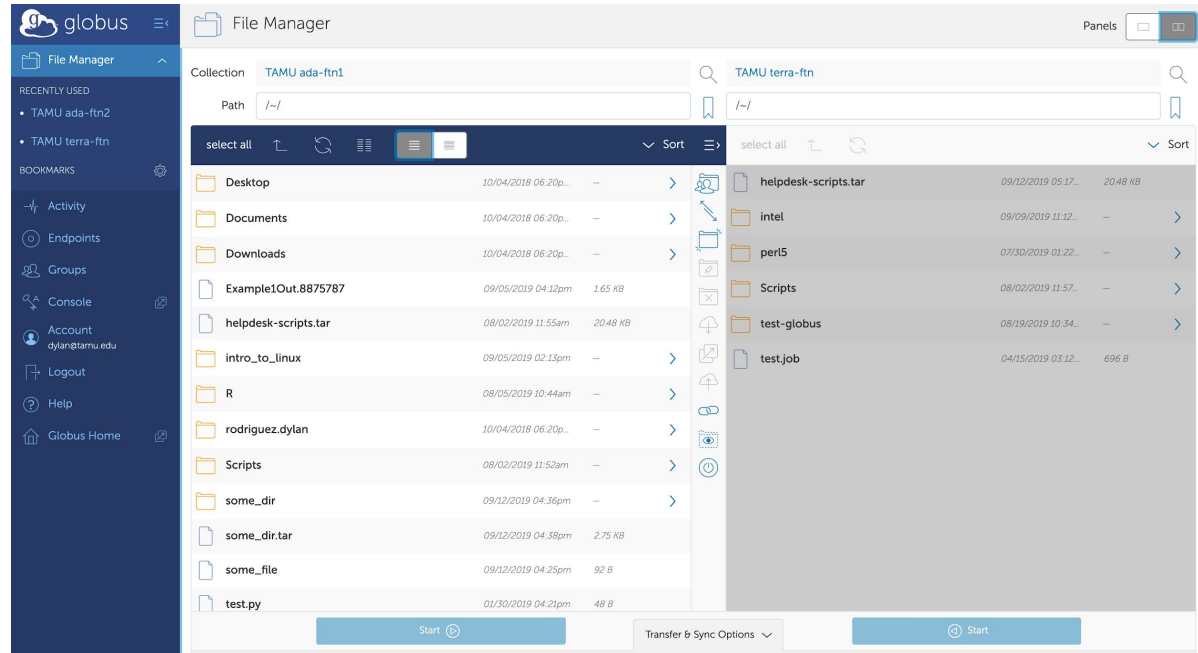 globus
File Manager
RECENTLY USED
TAMU ada-ftn2
TAMU terra-ftn
BOOKMARKS
Activity
Endpoints
Groups
Console
Account
dylan@tamu.edu
Logout
Help
Globus Home
File Manager
Panels
Collection TAMU ada-ftn1
Path /~/
TAMU terra-ftn
/~/
select all Sort
Desktop 10/04/2018 06:20p... –
Documents 10/04/2018 06:20p... –
Downloads 10/04/2018 06:20p... –
Example1Out.8875787 09/05/2019 04:12pm 1.65 KB
helpdesk-scripts.tar 08/02/2019 11:55am 20.48 KB
intro_to_linux 09/05/2019 02:13pm –
R 08/05/2019 10:44am –
rodriguez.dylan 10/04/2018 06:20p... –
Scripts 08/02/2019 11:52am –
some_dir 09/12/2019 04:36pm –
some_dir.tar 09/12/2019 04:38pm 2.75 KB
some_file 09/12/2019 04:25pm 92 B
test.py 01/30/2019 04:21pm 48 B
select all Sort
helpdesk-scripts.tar 09/12/2019 05:17... 20.48 KB
intel 09/09/2019 11:12... –
perl5 07/30/2019 01:22... –
Scripts 08/02/2019 11:57... –
test-globus 08/19/2019 10:34... –
test.job 04/15/2019 03:12... 696 B
Start
Transfer & Sync Options
Start